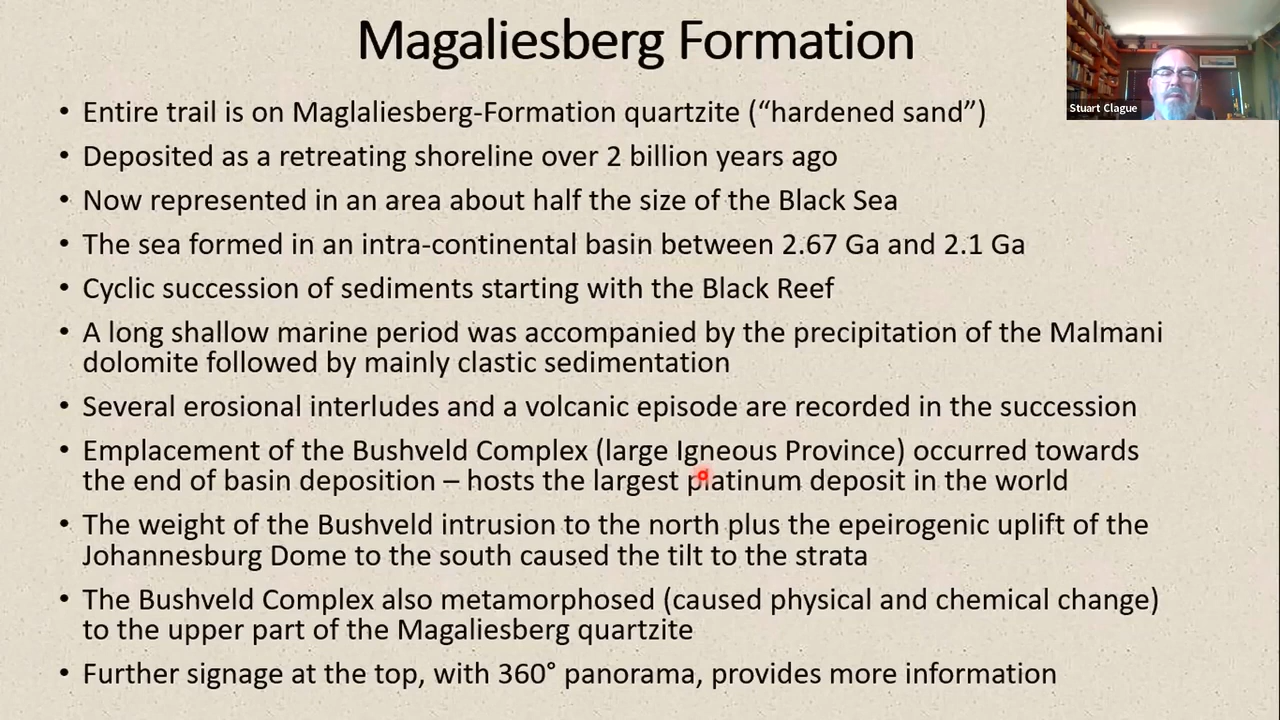 Magaliesberg Formation
Stuart Clague
• Entire trail is on Maglaliesberg-Formation quartzite (“hardened sand”)
• Deposited as a retreating shoreline over 2 billion years ago
• Now represented in an area about half the size of the Black Sea
• The sea formed in an intra-continental basin between 2.67 Ga and 2.1 Ga
• Cyclic succession of sediments starting with the Black Reef
• A long shallow marine period was accompanied by the precipitation of the Malmani
dolomite followed by mainly clastic sedimentation
• Several erosional interludes and a volcanic episode are recorded in the succession
• Emplacement of the Bushveld Complex (large Igneous Province) occurred towards
the end of basin deposition – hosts the largest platinum deposit in the world
• The weight of the Bushveld intrusion to the north plus the epeirogenic uplift of the
Johannesburg Dome to the south caused the tilt to the strata
• The Bushveld Complex also metamorphosed (caused physical and chemical change)
to the upper part of the Magaliesberg quartzite
• Further signage at the top, with 360° panorama, provides more information